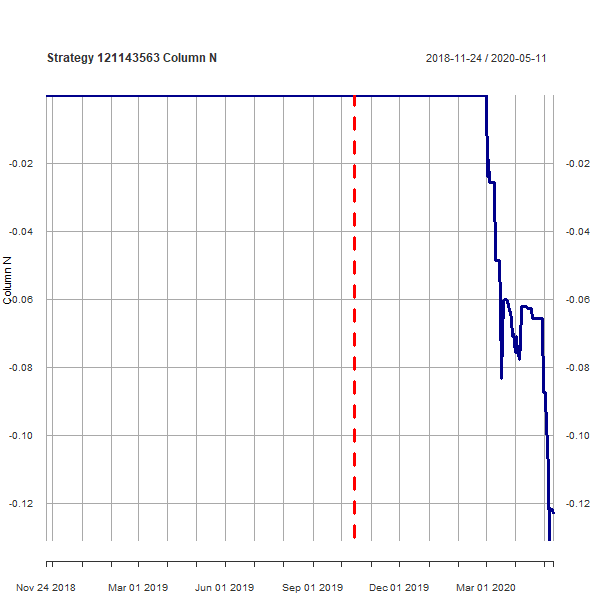 Strategy 121143563 Column N
2018-11-24 / 2020-05-11
Column N
-0.02
-0.04
-0.06
-0.08
-0.10
-0.12
-0.02
-0.04
-0.06
-0.08
-0.10
-0.12
Nov 24 2018
Mar 01 2019
Jun 01 2019
Sep 01 2019
Dec 01 2019
Mar 01 2020